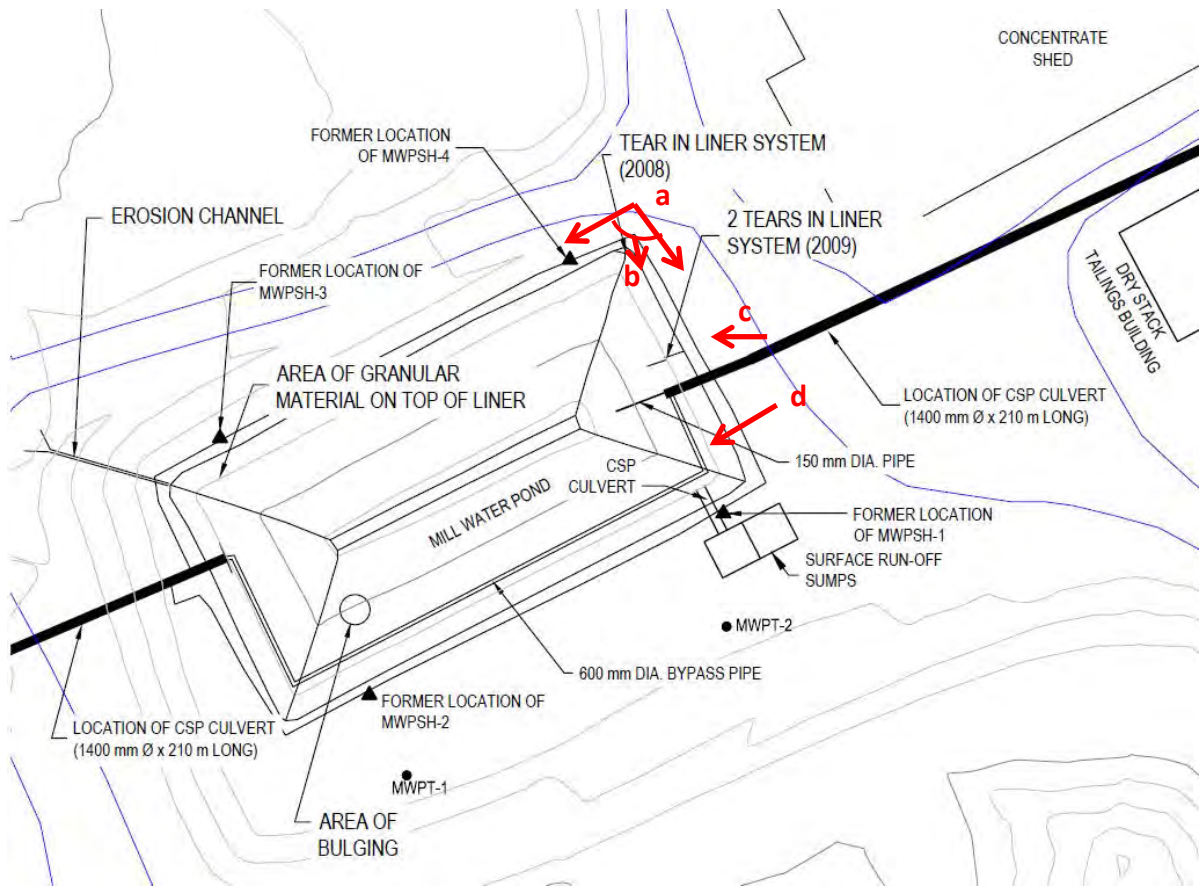 CONCENTRATE
SHED
FORMER LOCATION
OF MWPSH-4
TEAR IN LINER SYSTEM
(2008)
a
EROSION CHANNEL
2 TEARS IN LINER
SYSTEM (2009)
b
FORMER LOCATION OF
MWPSH-3
DRY STACK
TAILINGS BUILDING
c
AREA OF GRANULAR
MATERIAL ON TOP OF LINER
d
LOCATION OF CSP CULVERT
(1400 mm Ø x 210 m LONG)
150 mm DIA. PIPE
CSP
CULVERT
MILL WATER POND
FORMER LOCATION
OF MWPSH-1
SURFACE RUN-OFF
SUMPS
MWPT-2
600 mm DIA. BYPASS PIPE
FORMER LOCATION OF
MWPSH-2
LOCATION OF CSP CULVERT
(1400 mm Ø x 210 m LONG)
MWPT-1
AREA OF
BULGING